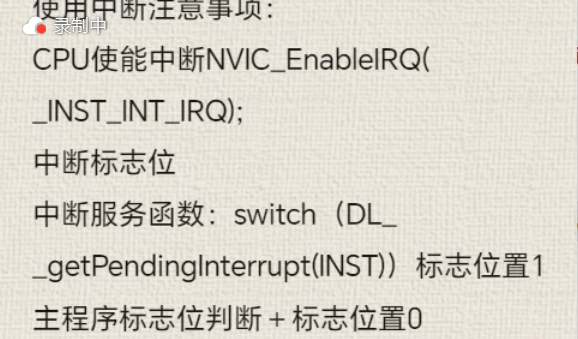 使用中断注意事项：
录制中
CPU使能中断NVIC_EnableIRQ(
_INST_INT_IRQ);
中断标志位
中断服务函数：switch（DL_
_getPendingInterrupt(INST)）标志位置1
主程序标志位判断＋标志位置0